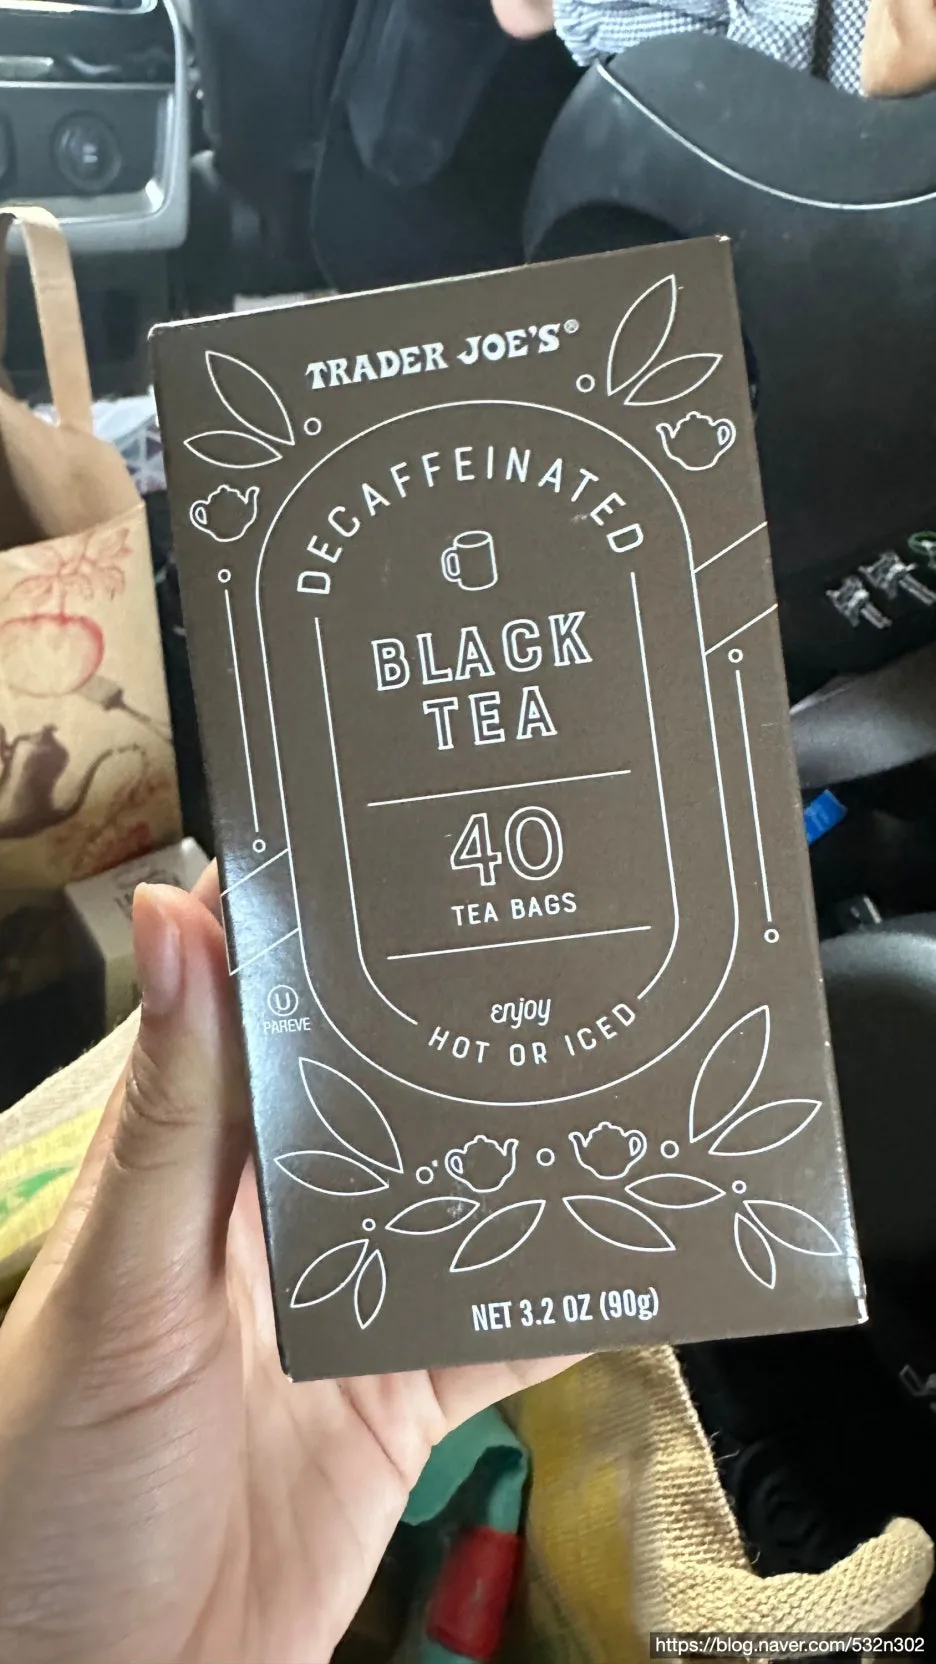 TRADER JOE'S®
DECAFFEINATED
BLACK
TEA
40
TEA BAGS
enjoy
HOT OR ICED
U
PAREVE
NET 3.2 OZ (90g)
https://blog.naver.com/532n302